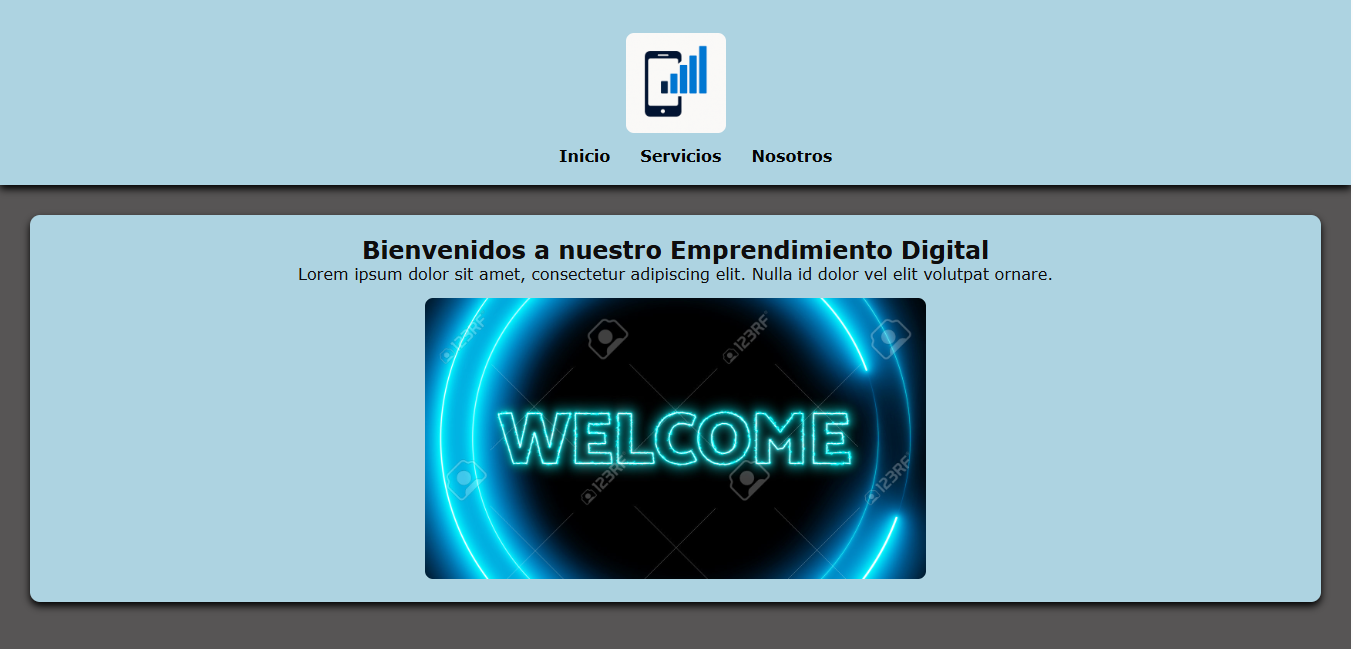 Inicio Servicios Nosotros
Bienvenidos a nuestro Emprendimiento Digital
Lorem ipsum dolor sit amet, consectetur adipiscing elit. Nulla id dolor vel elit volutpat ornare.
123RF 123RF
WELCOME
123RF 123RF